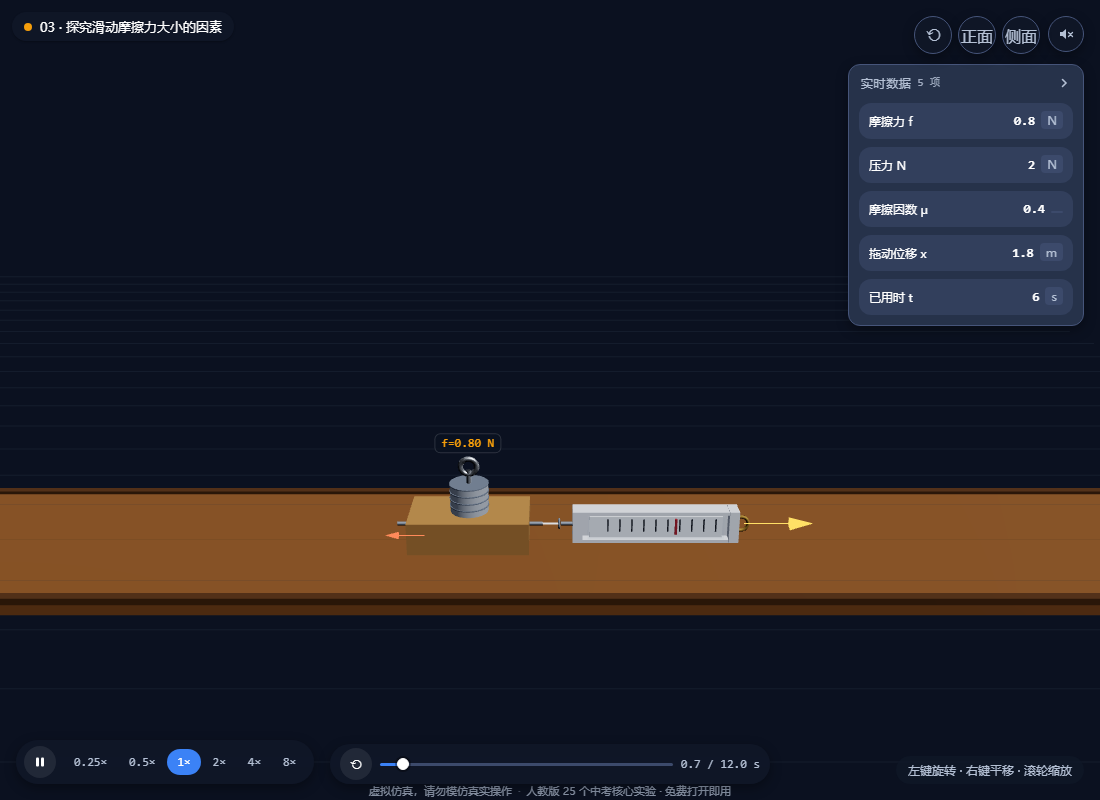 03 · 探究滑动摩擦力大小的因素
正面
侧面
实时数据 5 项
摩擦力 f 0.8 N
压力 N 2 N
摩擦因数 μ 0.4 —
拖动位移 x 1.8 m
已用时 t 6 s
f=0.80 N
0.25× 0.5× 1× 2× 4× 8×
0.7 / 12.0 s
左键旋转 · 右键平移 · 滚轮缩放
虚拟仿真，请勿模仿真实操作 · 人教版 25 个中考核心实验 · 免费打开即用